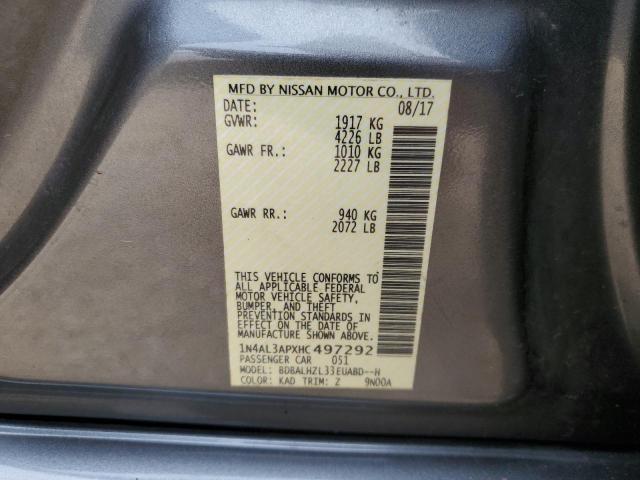 MFD BY NISSAN MOTOR CO., LTD.
DATE: 08/17
GVWR: 1917 KG
4226 LB
GAWR FR.: 1010 KG
2227 LB
GAWR RR.: 940 KG
2072 LB
THIS VEHICLE CONFORMS TO
ALL APPLICABLE FEDERAL
MOTOR VEHICLE SAFETY,
BUMPER, AND THEFT
PREVENTION STANDARDS IN
EFFECT ON THE DATE OF
MANUFACTURE SHOWN ABOVE.
1N4AL3APXHC497292
PASSENGER CAR 051
MODEL: BDBALHZL33EUABD--H
COLOR: KAD TRIM: Z 9N00A